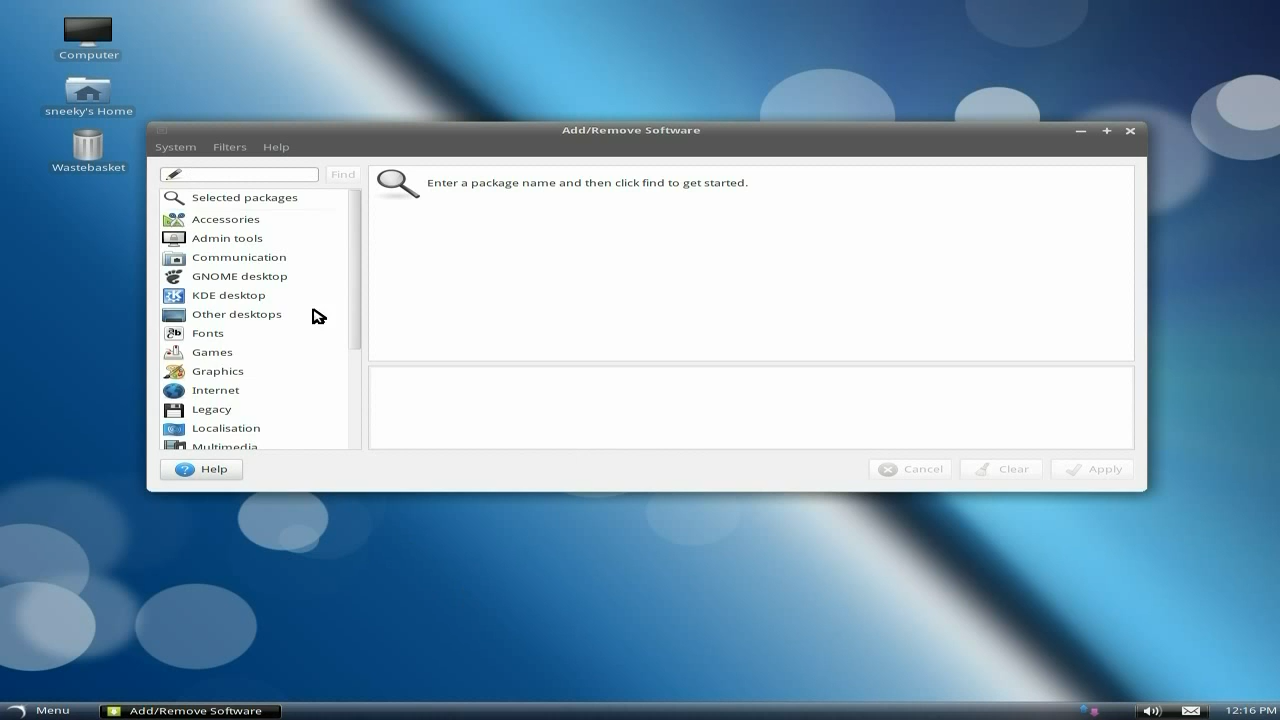 Computer
sneeky's Home
Wastebasket
Add/Remove Software
System Filters Help
Find
Enter a package name and then click find to get started.
Selected packages
Accessories
Admin tools
Communication
GNOME desktop
KDE desktop
Other desktops
Fonts
Games
Graphics
Internet
Legacy
Localisation
Multimedia
Help
Cancel Clear Apply
Menu Add/Remove Software 12:16 PM